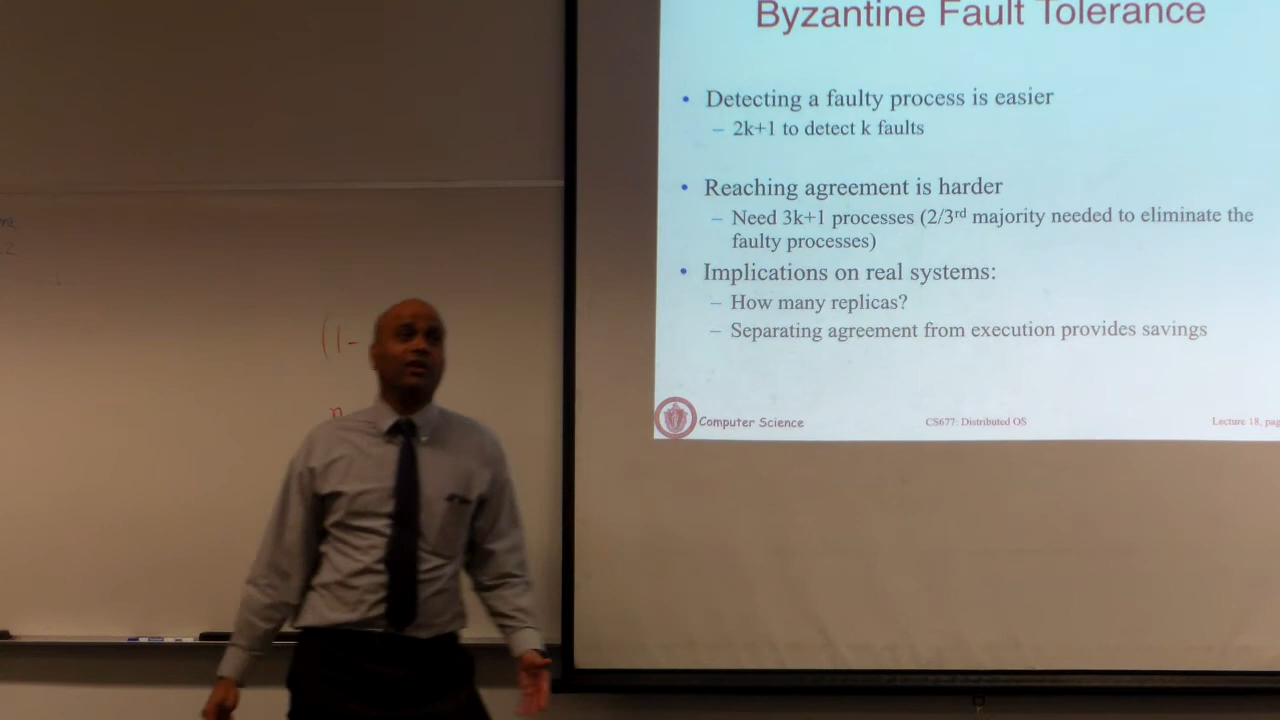 Byzantine Fault Tolerance
• Detecting a faulty process is easier
– 2k+1 to detect k faults
• Reaching agreement is harder
– Need 3k+1 processes (2/3rd majority needed to eliminate the
faulty processes)
• Implications on real systems:
– How many replicas?
– Separating agreement from execution provides savings
Computer Science
CS677: Distributed OS
Lecture 18, pag
(1-
n